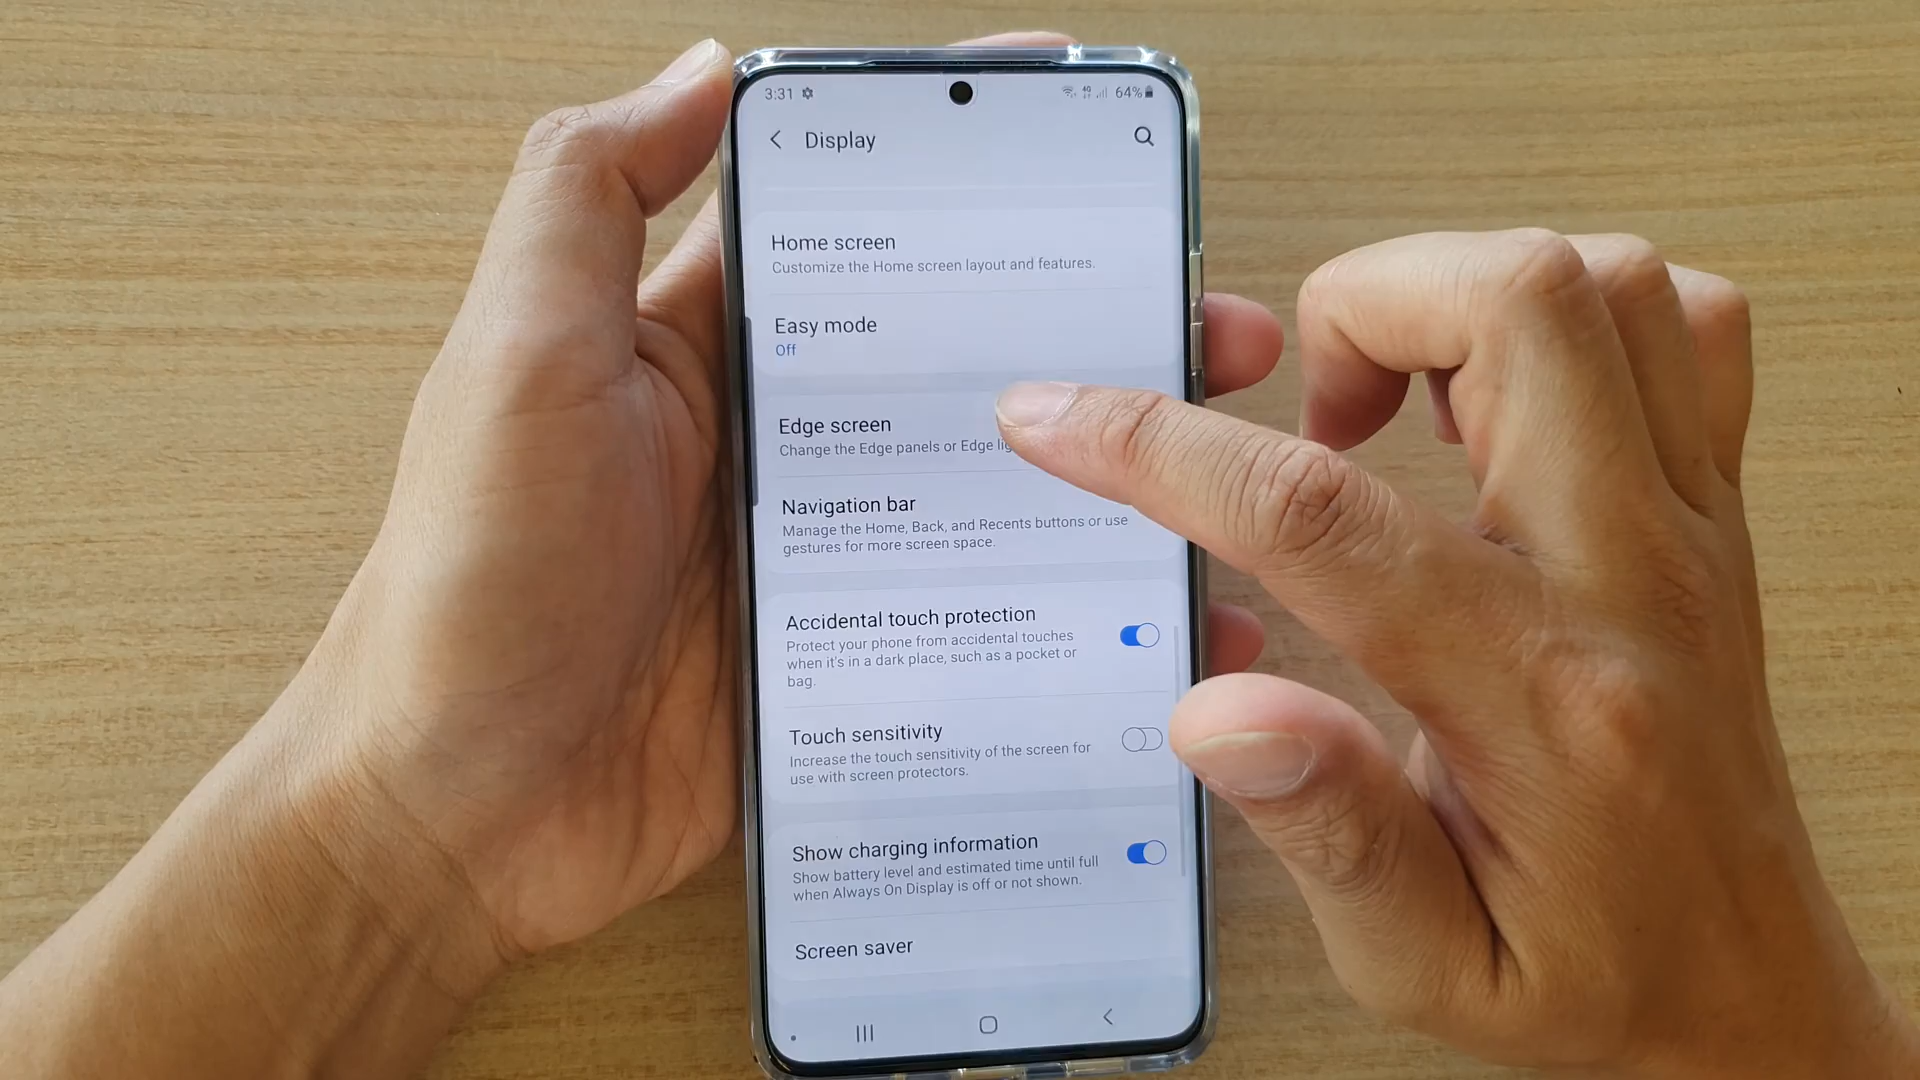 3:31 4G 64%
Display
Home screen
Customize the Home screen layout and features.
Easy mode
Off
Edge screen
Change the Edge panels or Edge
Navigation bar
Manage the Home, Back, and Recents buttons or use
gestures for more screen space.
Accidental touch protection
Protect your phone from accidental touches
when it's in a dark place, such as a pocket or
bag.
Touch sensitivity
Increase the touch sensitivity of the screen for
use with screen protectors.
Show charging information
Show battery level and estimated time until full
when Always On Display is off or not shown.
Screen saver